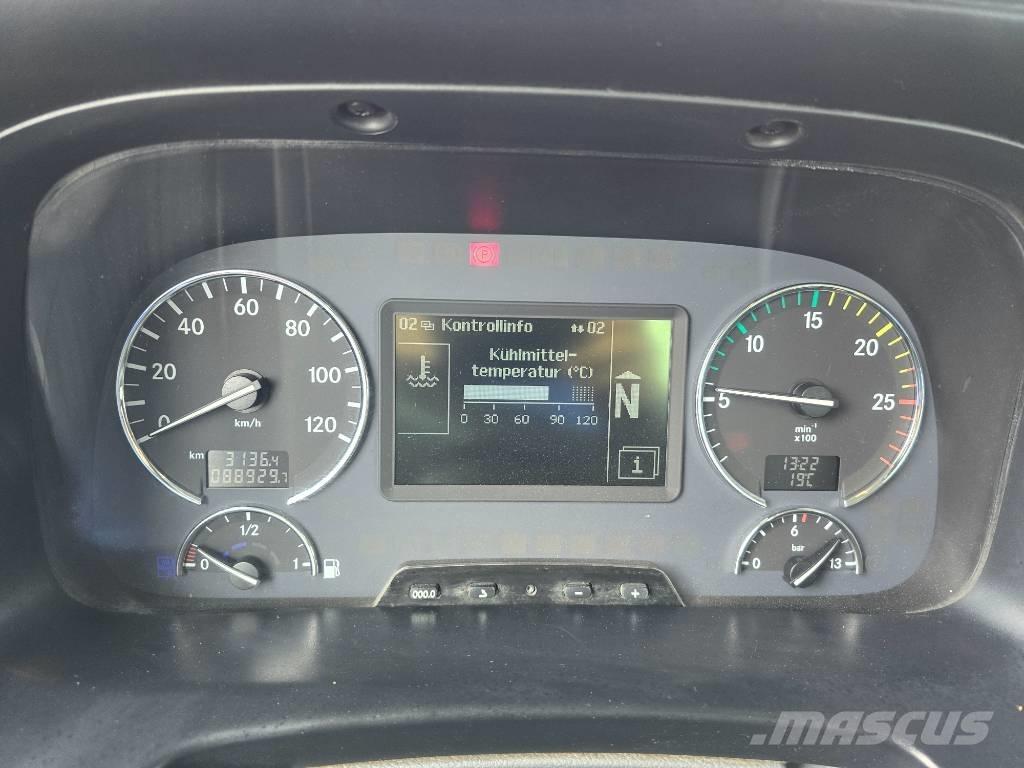 P
0 20 40 60 80 100 120
km/h
km 3136.4
088929.7
0 1/2 1
02 Kontrollinfo 02
Kühlmittel-
temperatur (°C)
0 30 60 90 120
N
i
5 10 15 20 25
min⁻¹
x100
13:22
19C
0 6 13
bar
000.0 - +
MASCUS